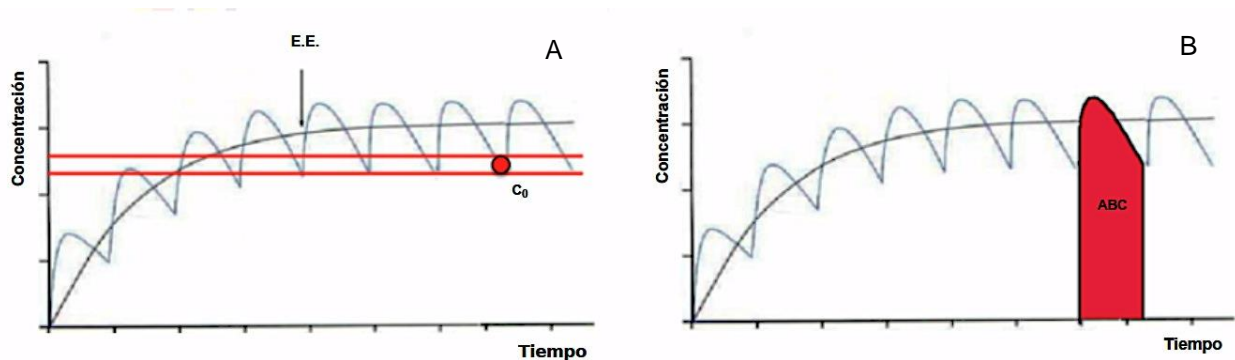 E.E.
A
Concentración
C₀
Tiempo
B
Concentración
ABC
Tiempo